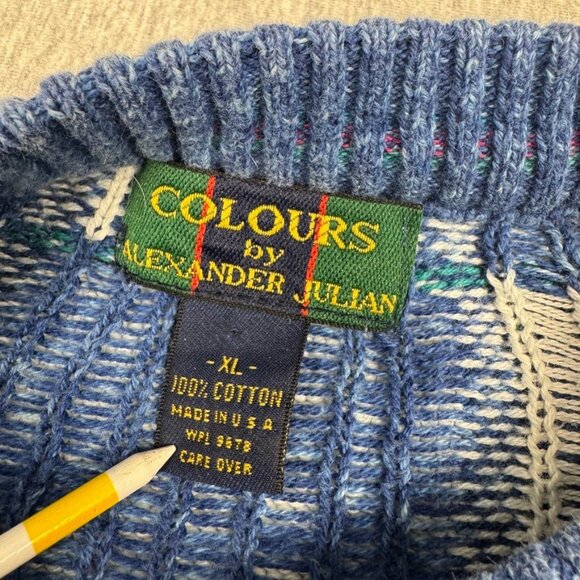 COLOURS
by
ALEXANDER JULIAN
- XL -
100% COTTON
MADE IN U S A
WPL 9678
CARE OVER